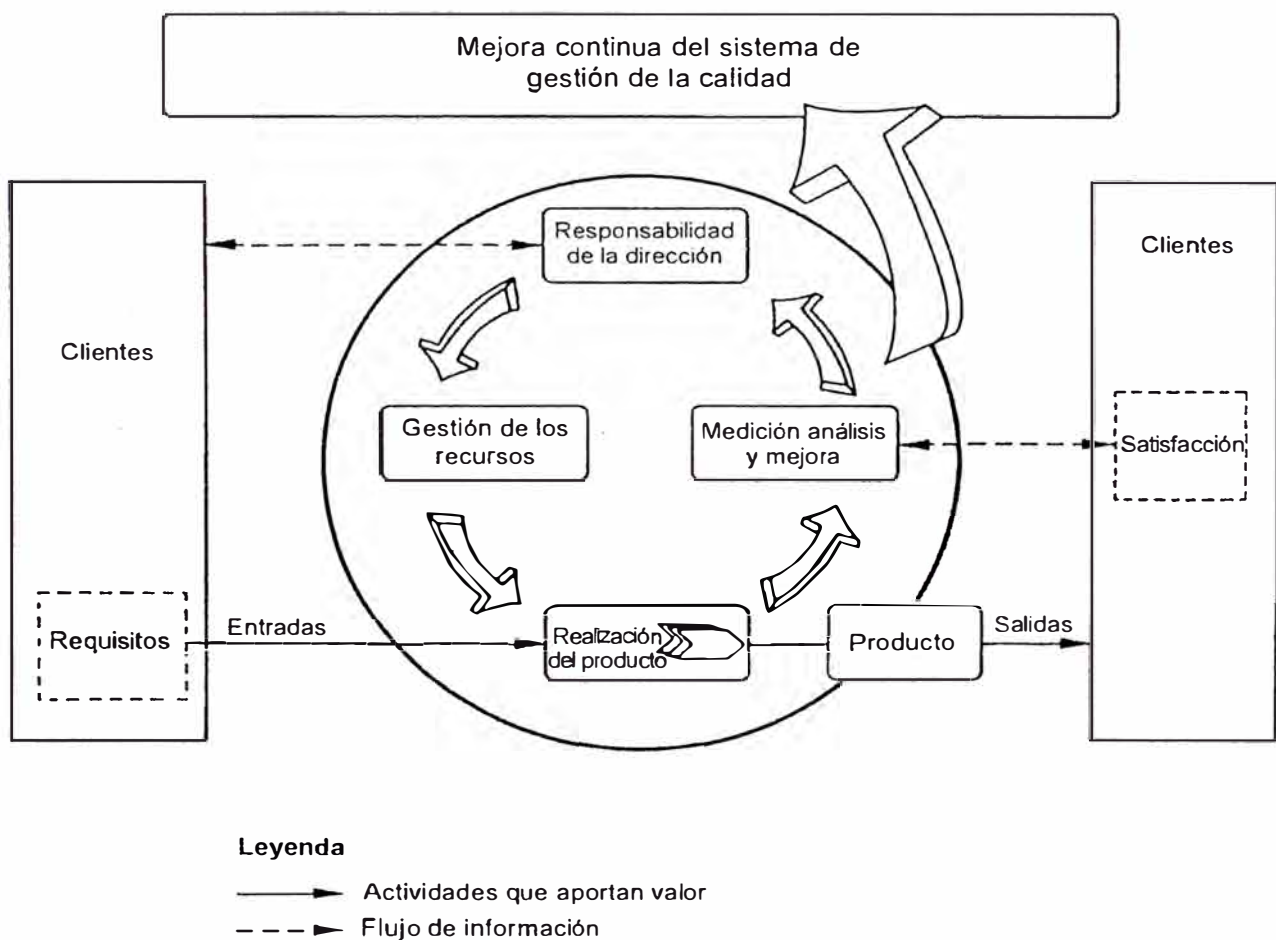 Mejora continua del sistema de
gestión de la calidad
Responsabilidad
de la dirección
Clientes
Clientes
Gestión de los
recursos
Medición análisis
y mejora
Satisfacción
Requisitos
Entradas
Realización
del producto
Producto
Salidas
Leyenda
Actividades que aportan valor
Flujo de información